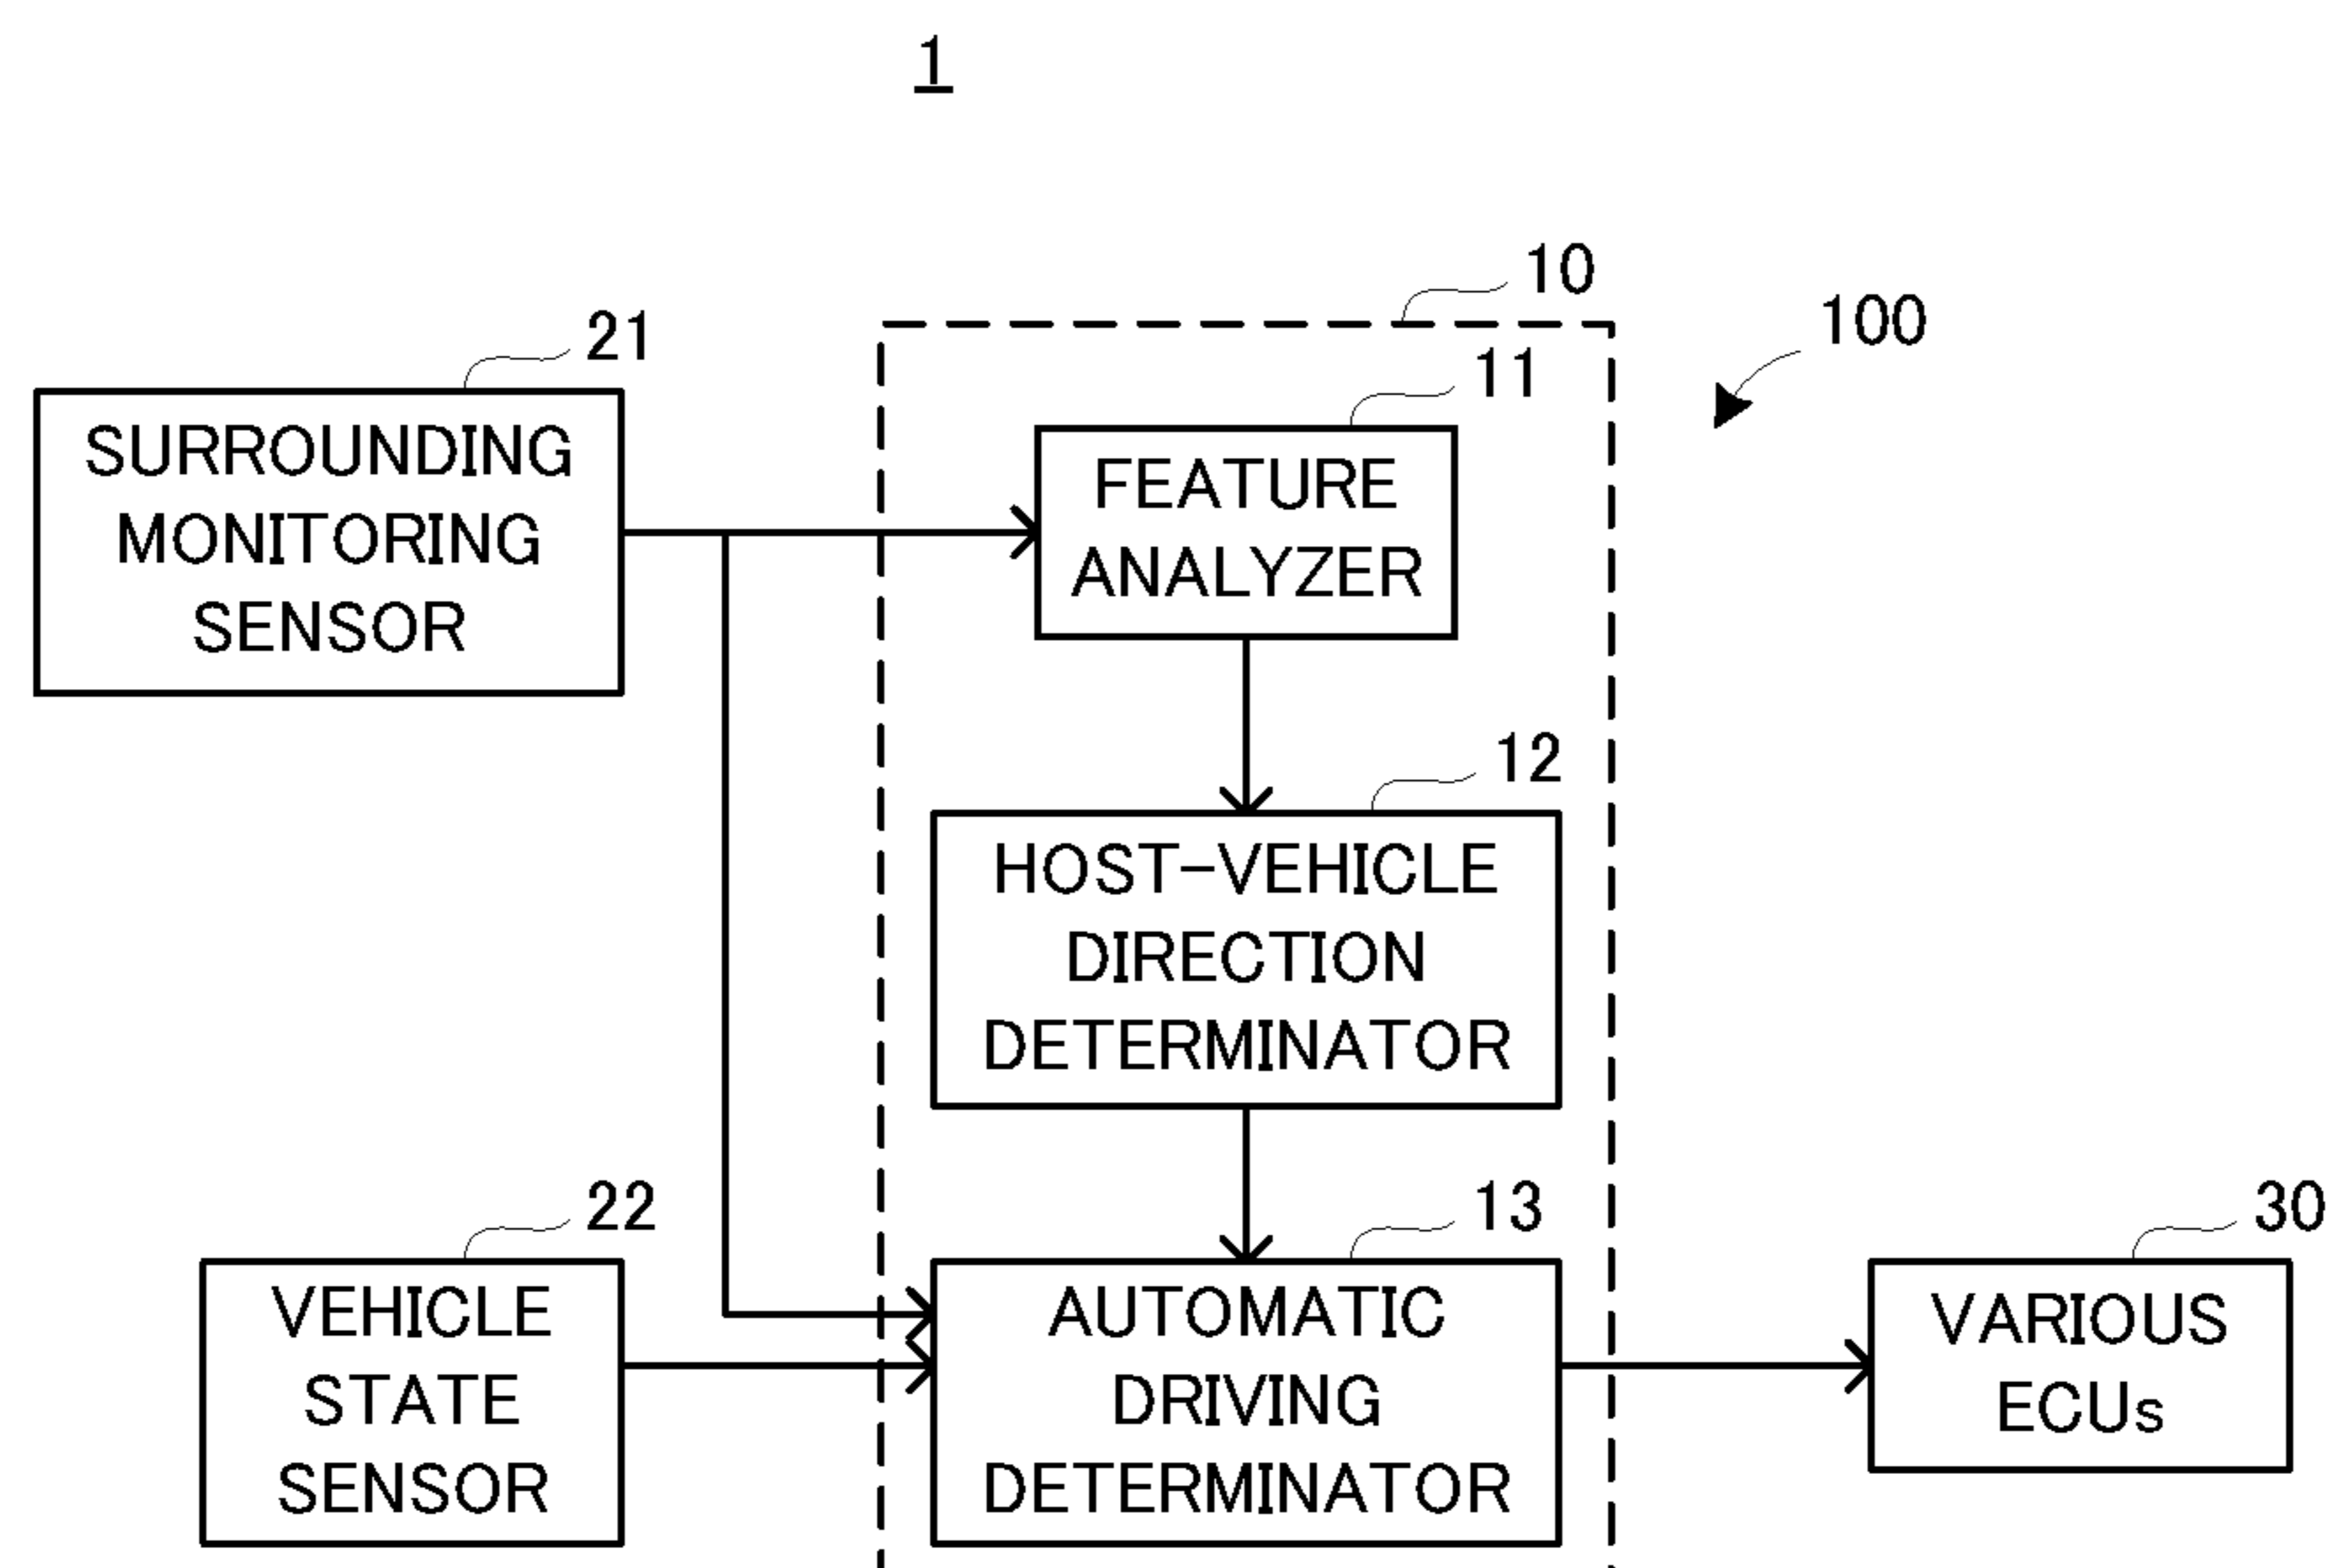 1
10
100
21
11
SURROUNDING
MONITORING
SENSOR
FEATURE
ANALYZER
12
HOST-VEHICLE
DIRECTION
DETERMINATOR
22
13
30
VEHICLE
STATE
SENSOR
AUTOMATIC
DRIVING
DETERMINATOR
VARIOUS
ECUs